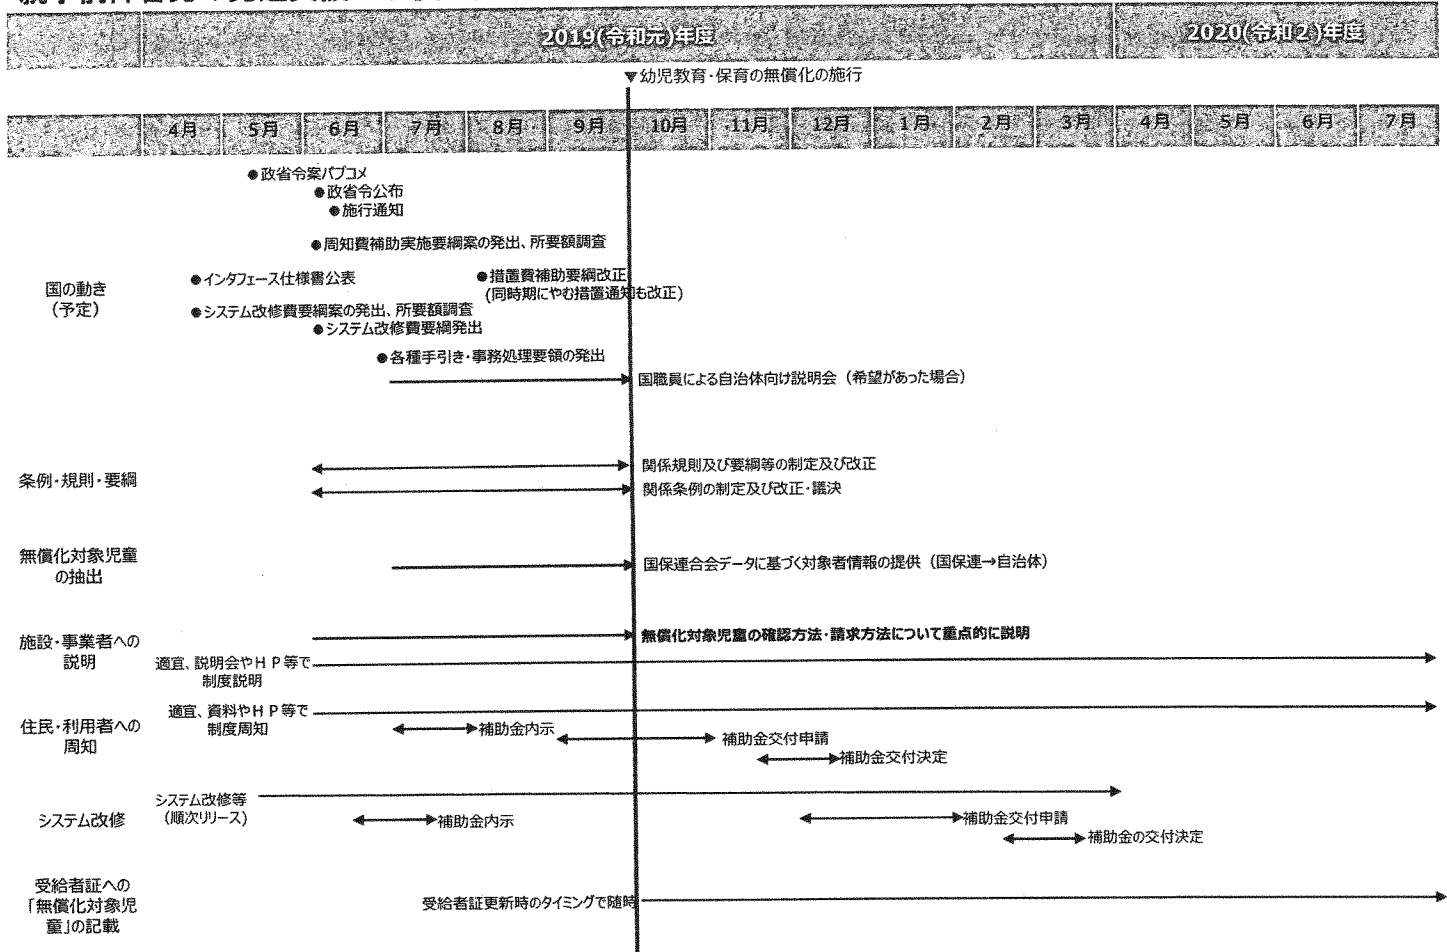 2019(令和元)年度
2020(令和2)年度
▼幼児教育・保育の無償化の施行
4月
5月
6月
7月
8月
9月
10月
11月
12月
1月
2月
3月
4月
5月
6月
7月
国の動き
(予定)
●政省令案パブコメ
●政省令公布
●施行通知
●周知費補助実施要綱案の発出、所要額調査
●インタフェース仕様書公表
●措置費補助要綱改正
(同時期にやむ措置通知も改正)
●システム改修費要綱案の発出、所要額調査
●システム改修費要綱発出
●各種手引き・事務処理要領の発出
国職員による自治体向け説明会(希望があった場合)
条例・規則・要綱
関係規則及び要綱等の制定及び改正
関係条例の制定及び改正・議決
無償化対象児童
の抽出
国保連合会データに基づく対象者情報の提供(国保連→自治体)
施設・事業者への
説明
無償化対象児童の確認方法・請求方法について重点的に説明
適宜、説明会やHP等で
制度説明
住民・利用者への
周知
適宜、資料やHP等で
制度周知
補助金内示
補助金交付申請
補助金交付決定
システム改修
システム改修等
(順次リリース)
補助金内示
補助金交付申請
補助金の交付決定
受給者証への
「無償化対象児
童」の記載
受給者証更新時のタイミングで随時